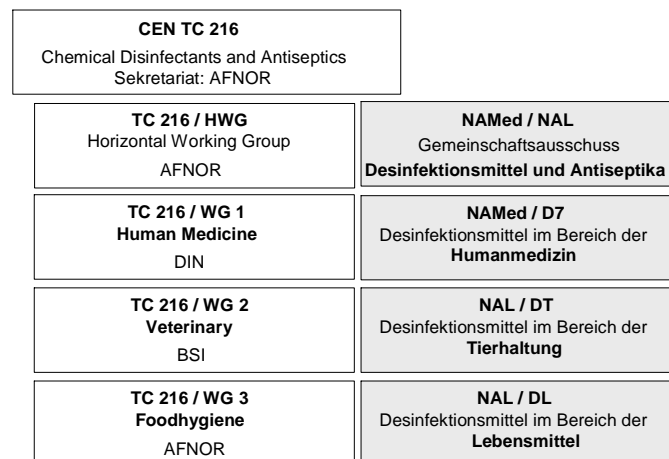 CEN TC 216
Chemical Disinfectants and Antiseptics
Sekretariat: AFNOR
TC 216 / HWG
Horizontal Working Group
AFNOR
NAMed / NAL
Gemeinschaftsausschuss
Desinfektionsmittel und Antiseptika
TC 216 / WG 1
Human Medicine
DIN
NAMed / D7
Desinfektionsmittel im Bereich der
Humanmedizin
TC 216 / WG 2
Veterinary
BSI
NAL / DT
Desinfektionsmittel im Bereich der
Tierhaltung
TC 216 / WG 3
Foodhygiene
AFNOR
NAL / DL
Desinfektionsmittel im Bereich der
Lebensmittel